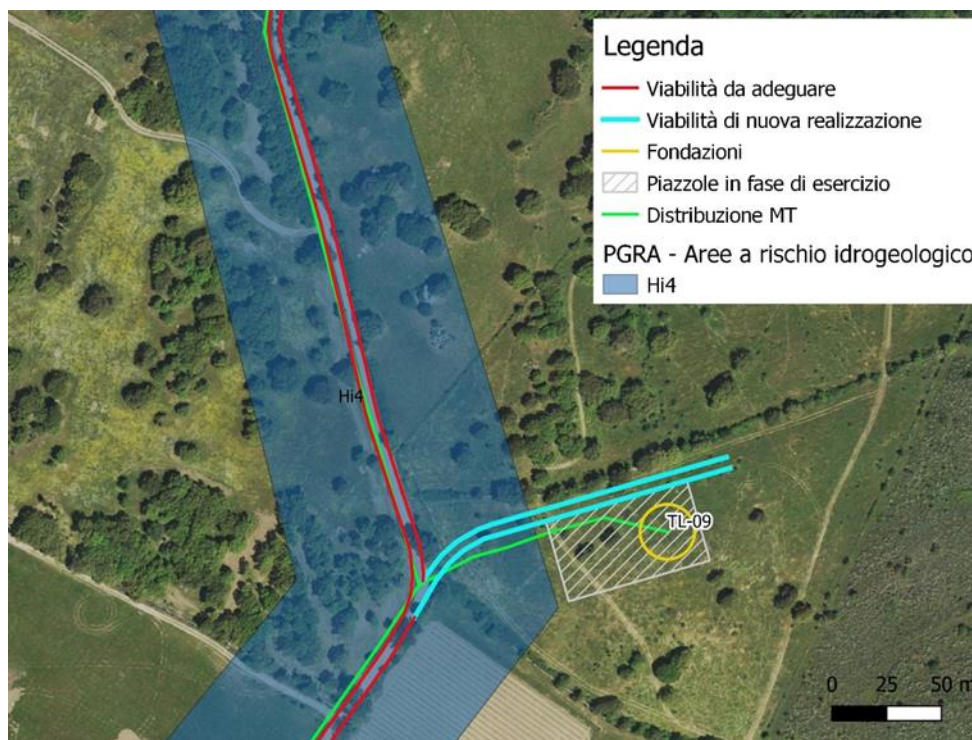 Legenda
Viabilità da adeguare
Viabilità di nuova realizzazione
Fondazioni
Piazzole in fase di esercizio
Distribuzione MT
PGRA - Aree a rischio idrogeologico
Hi4
Hi4
TL-09
0 25 50 m